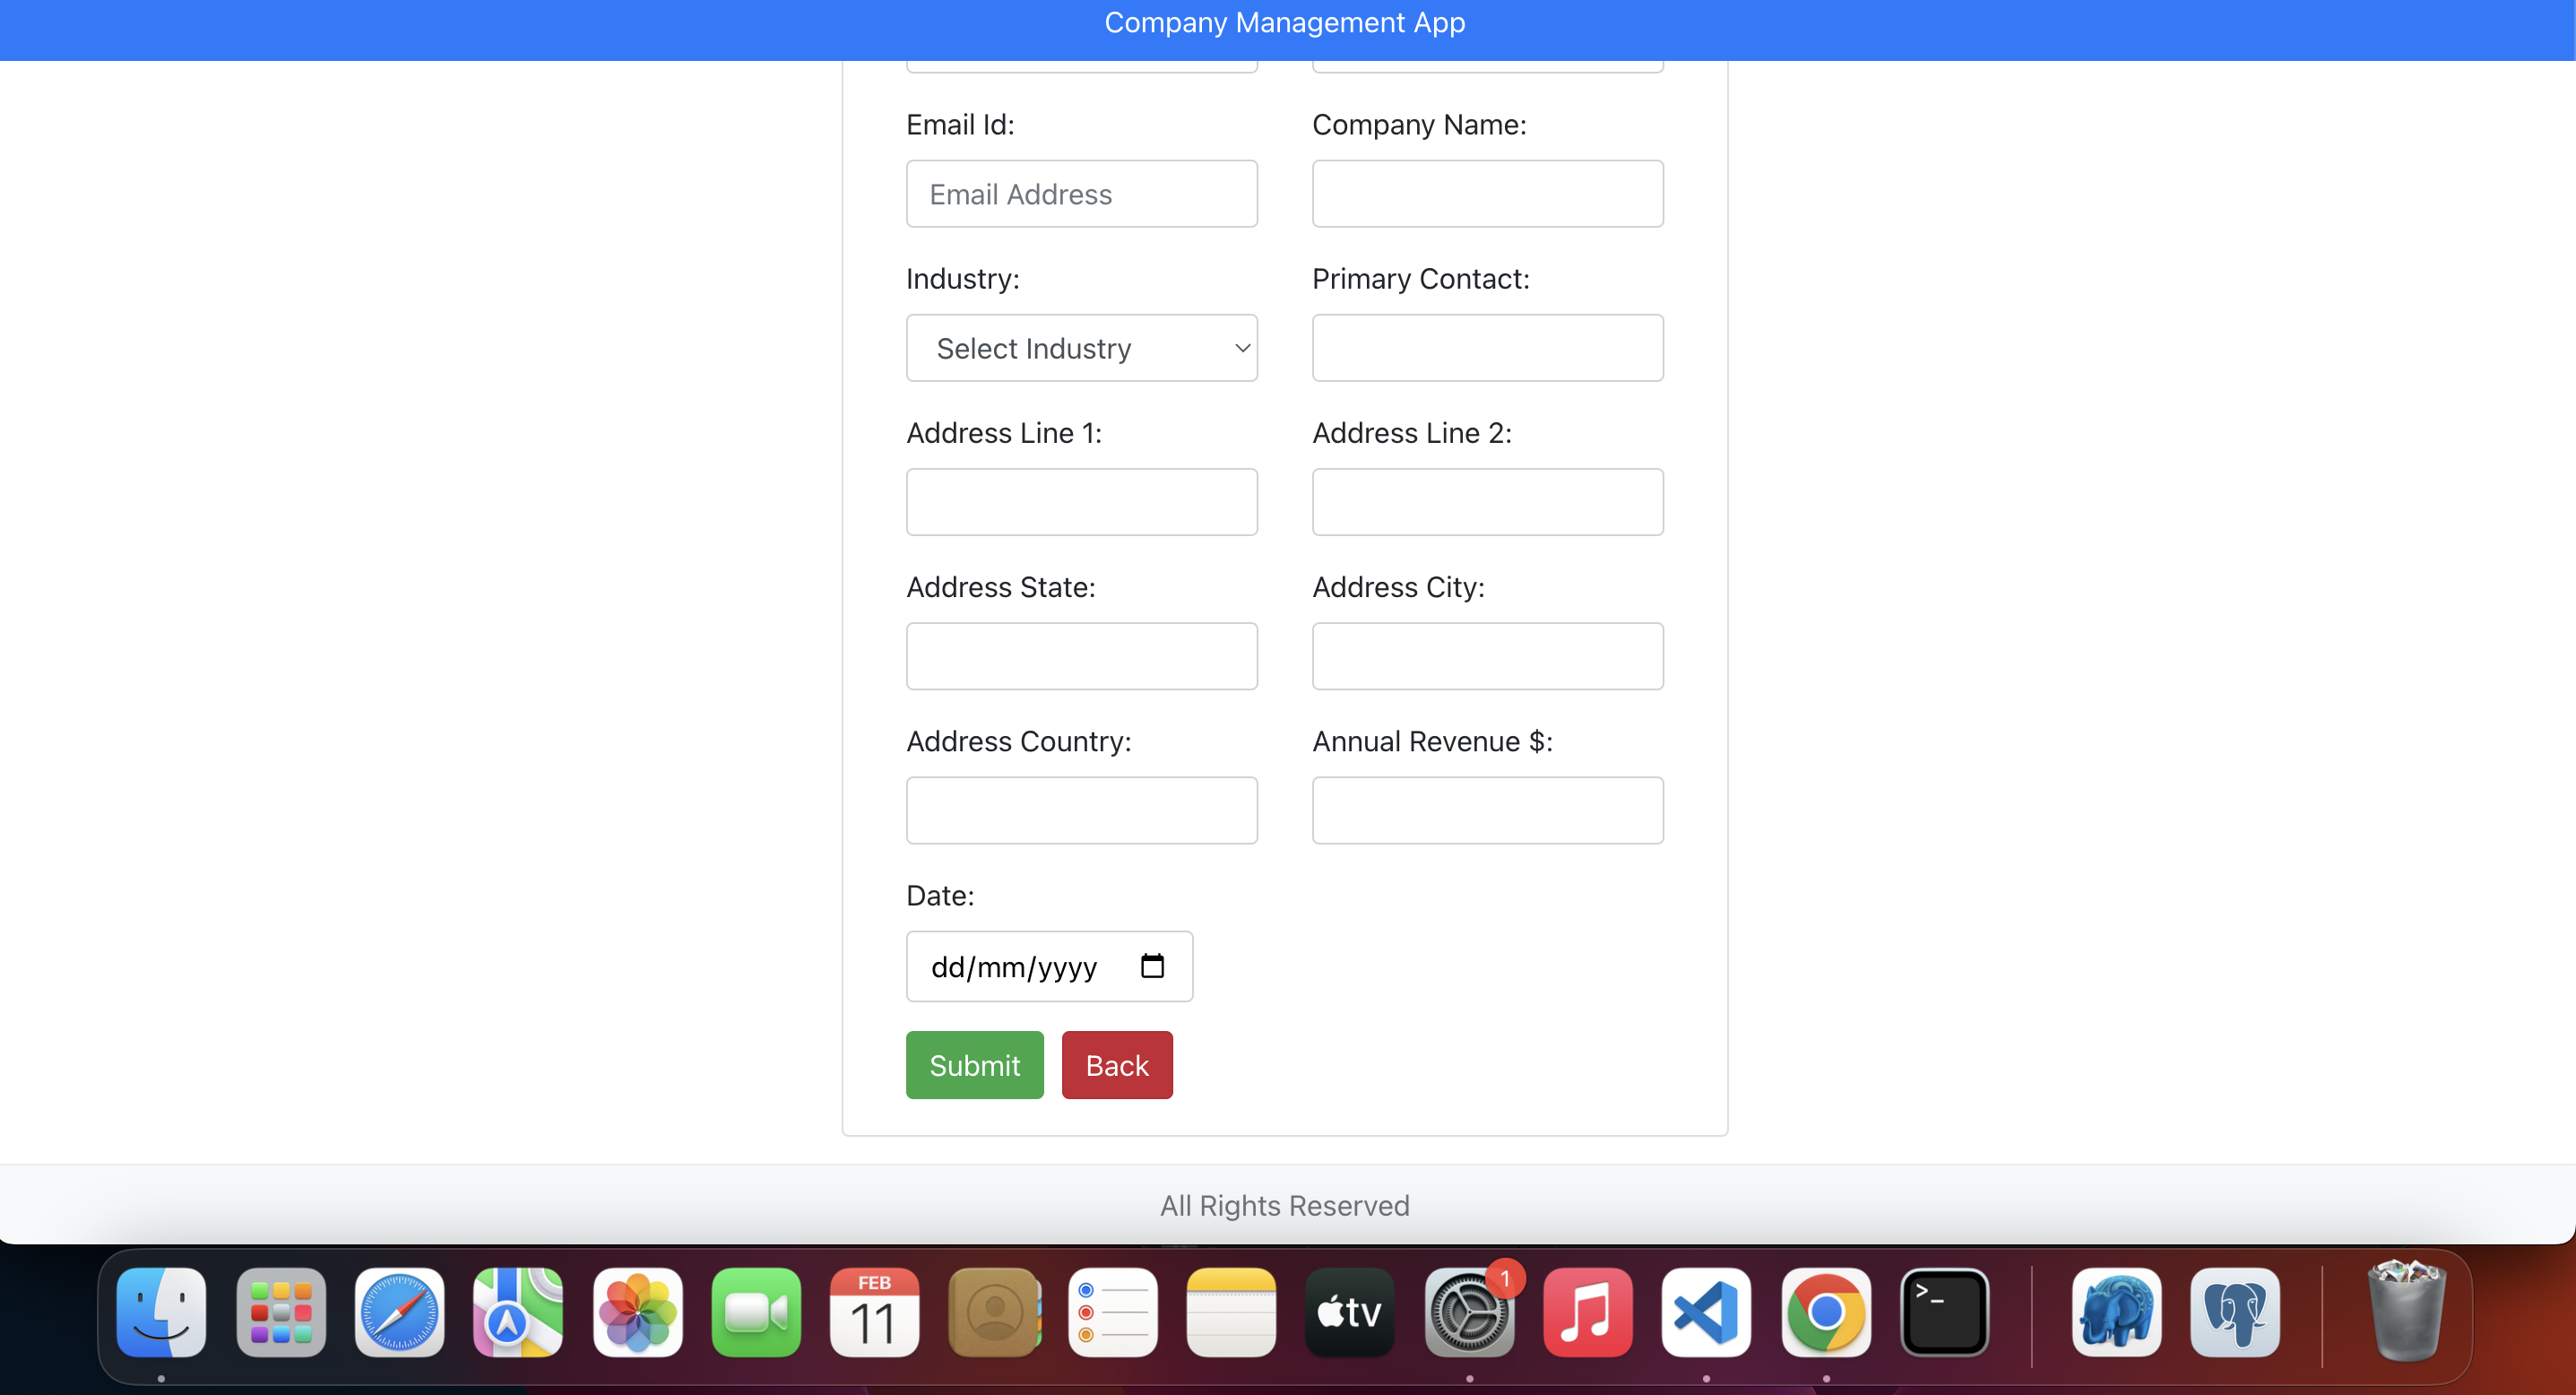 Company Management App
Email Id: Company Name:
Email Address
Industry: Primary Contact:
Select Industry
Address Line 1: Address Line 2:
Address State: Address City:
Address Country: Annual Revenue $:
Date:
dd/mm/yyyy
Submit Back
All Rights Reserved
FEB
11
tv
1
>_